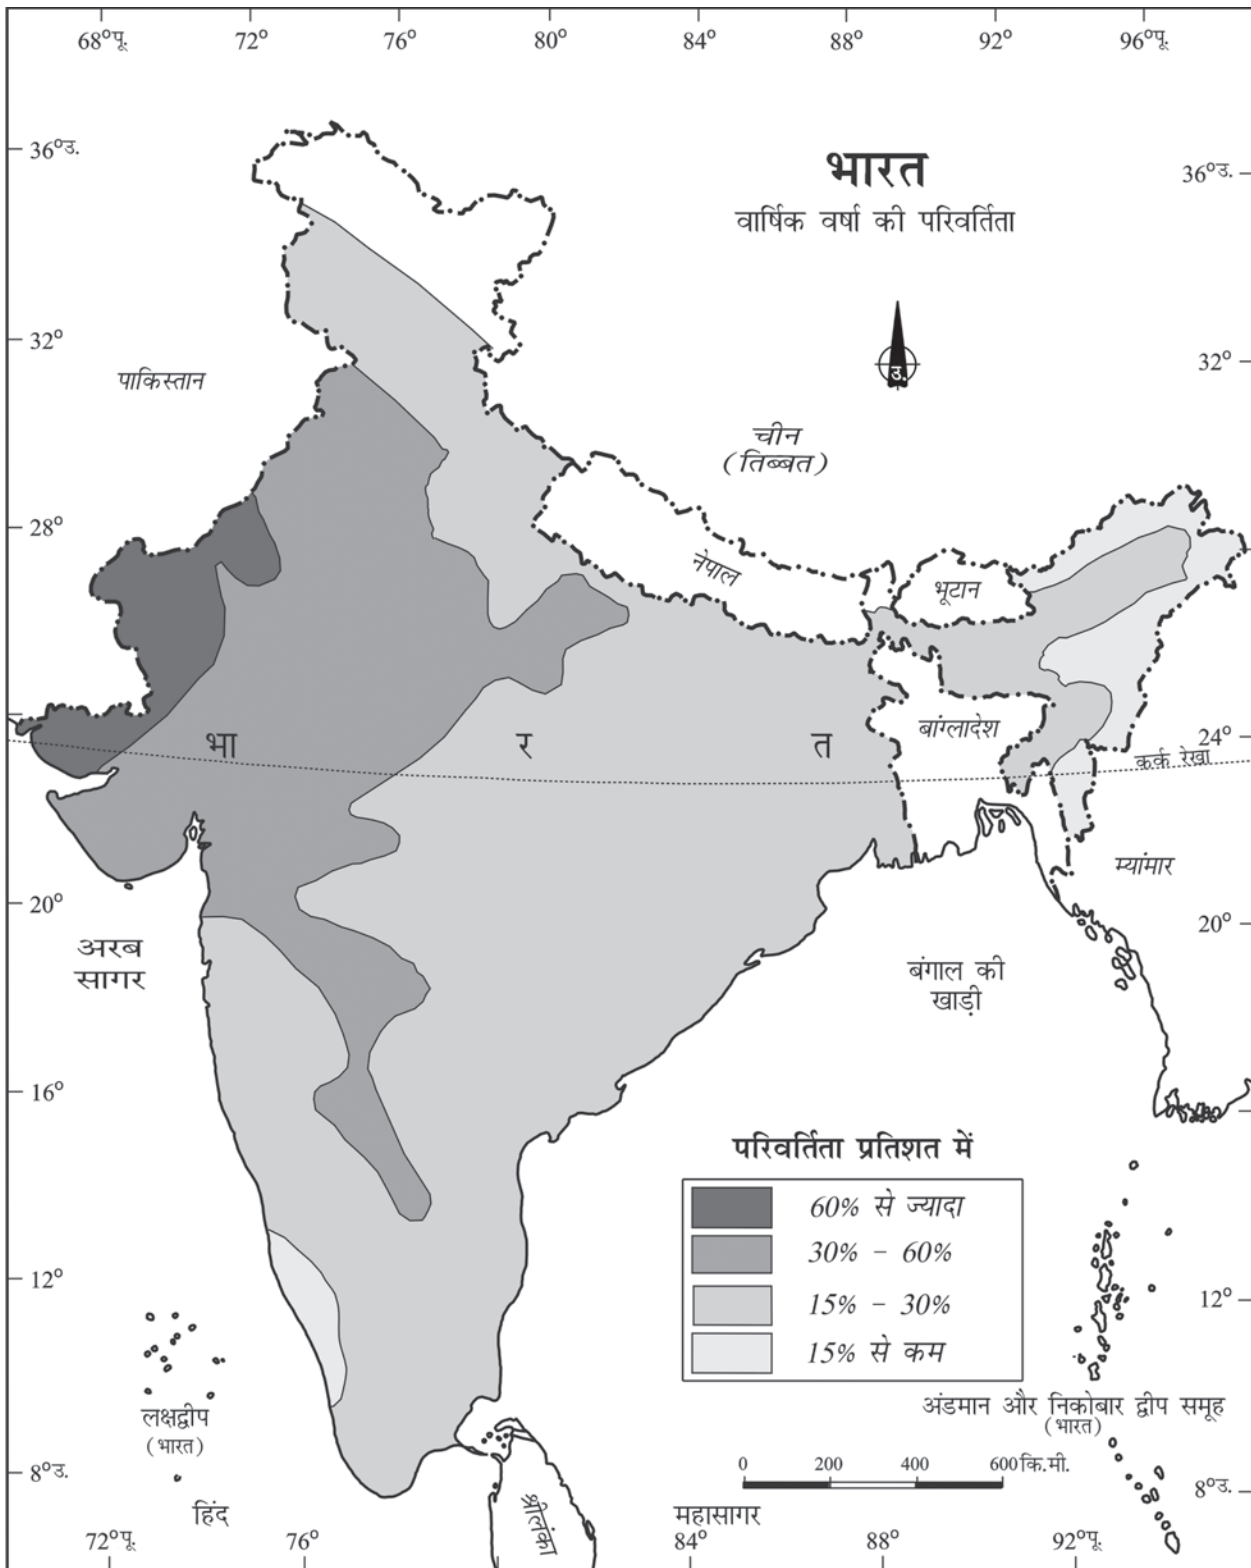 68°पू. 72° 76° 80° 84° 88° 92° 96°पू.
36°उ.
36°उ.
भारत
वार्षिक वर्षा की परिवर्तिता
उ.
32°
32°
पाकिस्तान
चीन
(तिब्बत)
28°
28°
नेपाल
भूटान
भा र त
बांग्लादेश
24°
कर्क रेखा
म्यांमार
20°
20°
अरब
सागर
बंगाल की
खाड़ी
16°
परिवर्तिता प्रतिशत में
60% से ज्यादा
30% - 60%
15% - 30%
15% से कम
12°
12°
लक्षद्वीप
(भारत)
अंडमान और निकोबार द्वीप समूह
(भारत)
0 200 400 600 कि.मी.
8°उ.
8°उ.
श्रीलंका
हिंद महासागर
72°पू. 76° 84° 88° 92°पू.